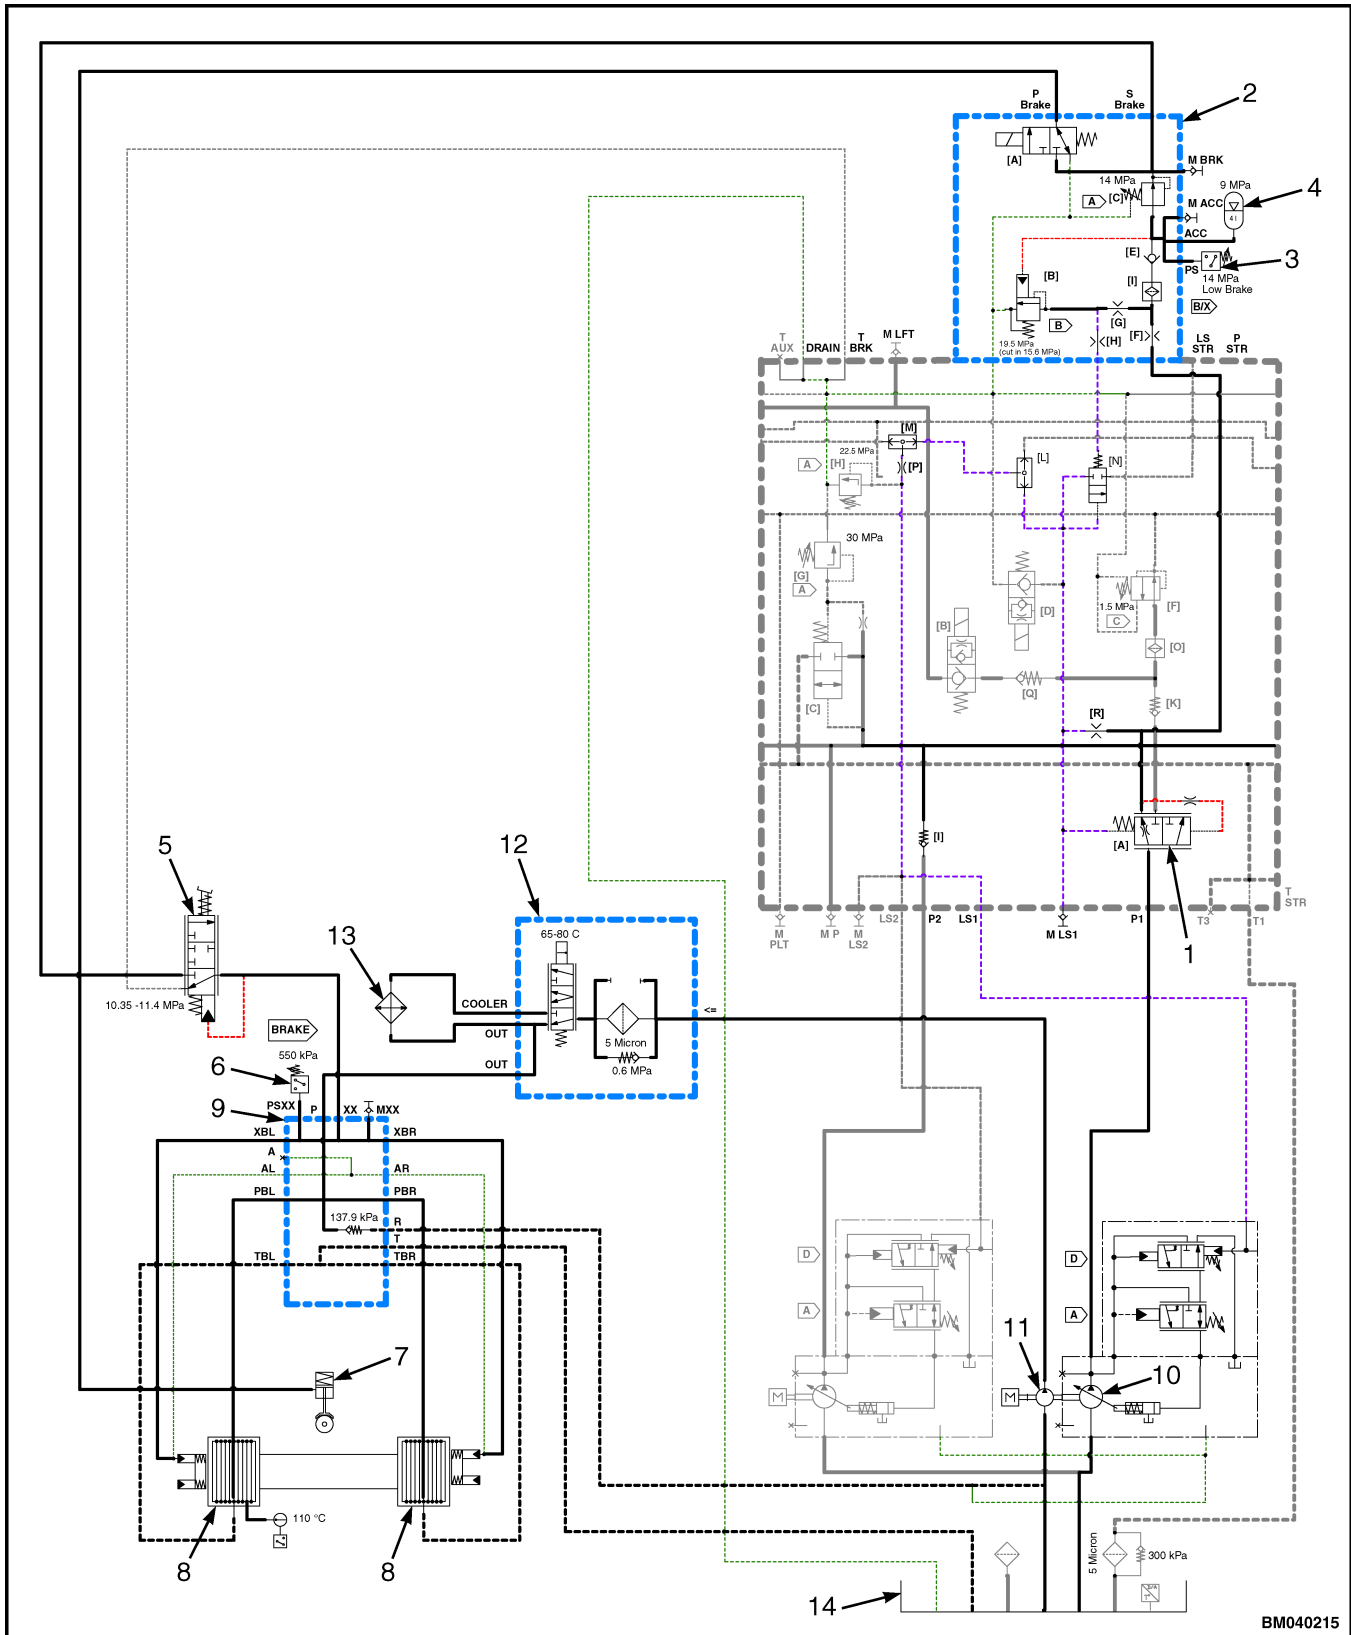 P
Brake
S
Brake
2
[A]
M BRK
14 MPa
A
[C]
9 MPa
4
M ACC
4 l
ACC
[E]
3
[B]
PS
14 MPa
Low Brake
[I]
B/X
B
[G]
19.5 MPa
(cut in 15.6 MPa)
[H]
[F]
T
AUX
DRAIN
T
BRK
M LFT
LS
STR
P
STR
[M]
22.5 MPa
A
[H]
[P]
[L]
[N]
30 MPa
[G]
A
1.5 MPa
[F]
C
[B]
[D]
[O]
[C]
[Q]
[K]
[R]
[I]
[A]
5
12
1
T
STR
M
PLT
M P
M
LS2
LS2
P2
LS1
M LS1
P1
T3
T1
13
65-80 C
10.35 -11.4 MPa
COOLER
<=
BRAKE
OUT
5 Micron
550 kPa
OUT
0.6 MPa
6
9
PSXX
P
XX
MXX
XBL
XBR
A
AL
AR
PBL
PBR
137.9 kPa
R
T
TBL
TBR
D
D
A
A
11
7
10
M
M
110 °C
8
8
5 Micron
300 kPa
14
BM040215